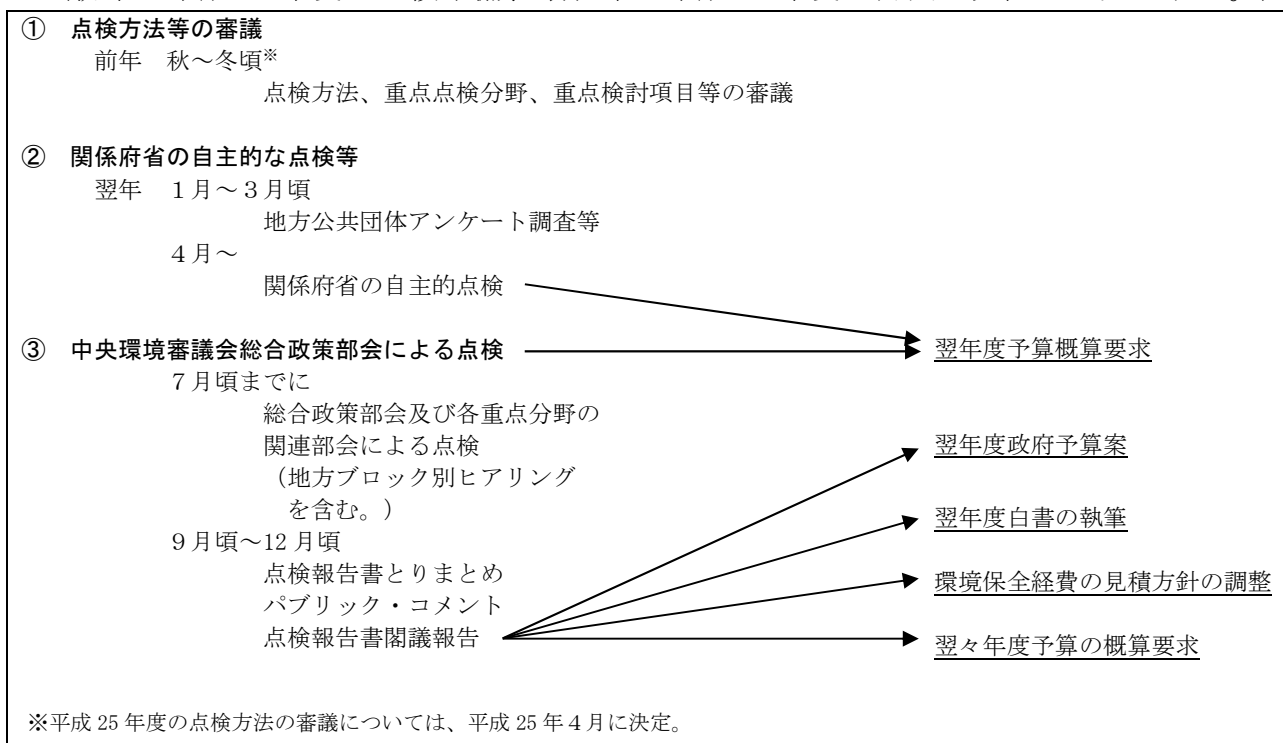 ① 点検方法等の審議
前年 秋～冬頃※
点検方法、重点点検分野、重点検討項目等の審議
② 関係府省の自主的な点検等
翌年 １月～３月頃
地方公共団体アンケート調査等
４月～
関係府省の自主的点検
③ 中央環境審議会総合政策部会による点検
翌年度予算概算要求
７月頃までに
総合政策部会及び各重点分野の
関連部会による点検
（地方ブロック別ヒアリング
を含む。）
翌年度政府予算案
翌年度白書の執筆
９月頃～12月頃
点検報告書とりまとめ
パブリック・コメント
点検報告書閣議報告
環境保全経費の見積方針の調整
翌々年度予算の概算要求
※平成25年度の点検方法の審議については、平成25年４月に決定。